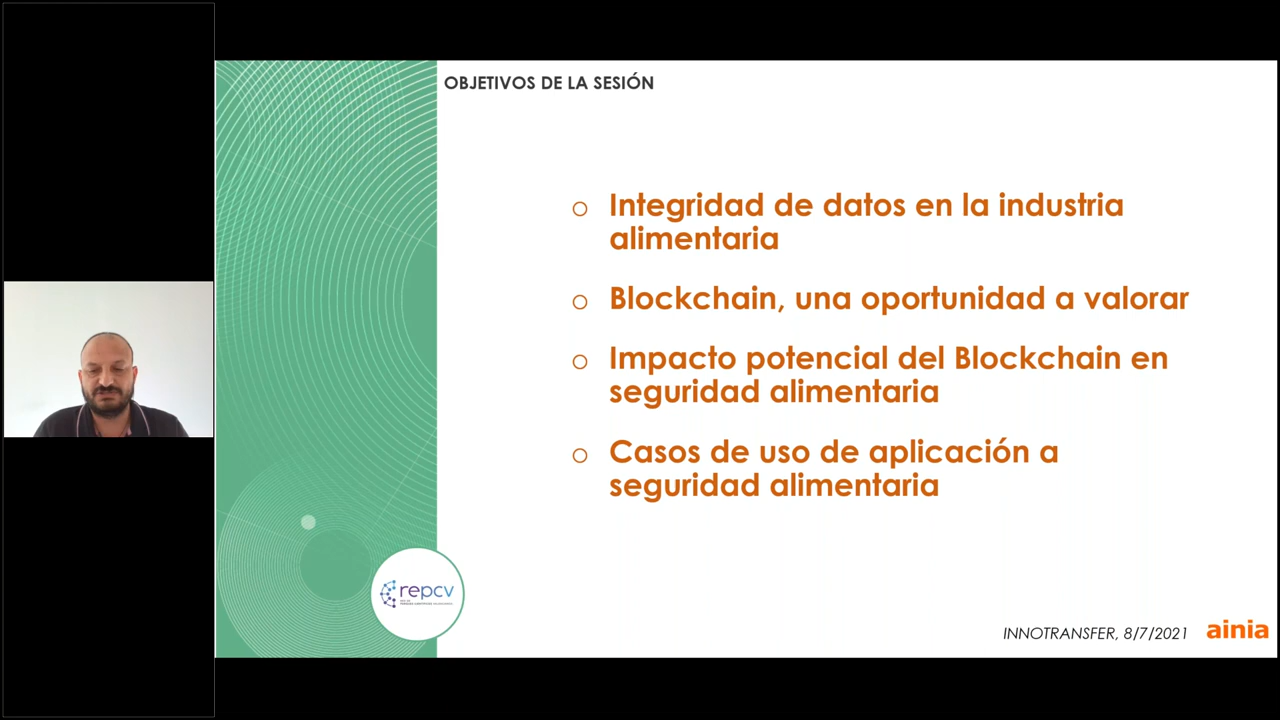 OBJETIVOS DE LA SESIÓN
o Integridad de datos en la industria
alimentaria
o Blockchain, una oportunidad a valorar
o Impacto potencial del Blockchain en
seguridad alimentaria
o Casos de uso de aplicación a
seguridad alimentaria
repcv
INNOTRANSFER, 8/7/2021
ainia